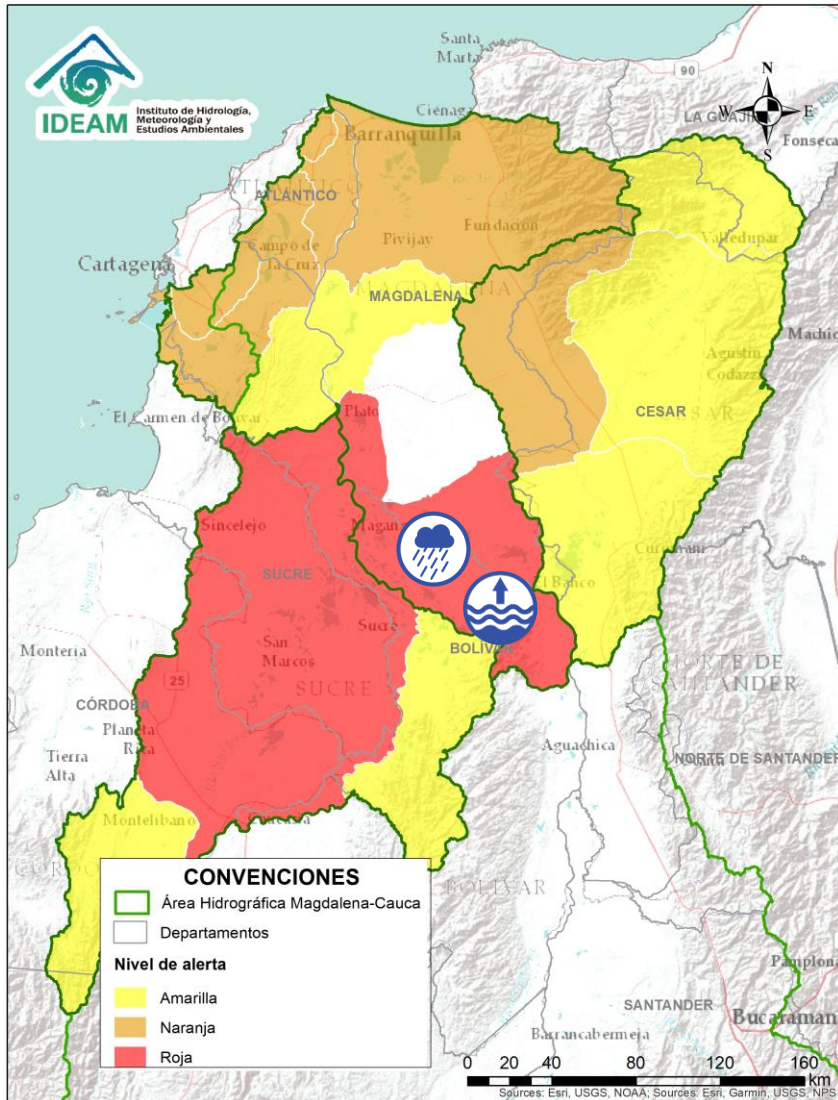 IDEAM
Instituto de Hidrología,
Meteorología y
Estudios Ambientales
Santa
Marta
90
N
W
E
S
Ciénaga
LA GUAJI
Fonseca
Barranquilla
ATLÁNTICO
Valledupar
Campo de
la Cruz
Pivijay
Fundación
Cartagena
MAGDALENA
Agustín
Codazzi
CESAR
El Carmen de Bolívar
Plato
Sincelejo
Magan
Curumaní
SUCRE
El Banco
Sucre
Montería
San
Marcos
BOLÍVAR
25
SUCRE
NORTE DE
SANTANDER
CÓRDOBA
Planeta
Rica
Aguachica
Tierra
Alta
NORTE DE SANTANDER
Montelíbano
Caucasia
BOLÍVAR
CONVENCIONES
Área Hidrográfica Magdalena-Cauca
Departamentos
Nivel de alerta
Amarilla
Naranja
Roja
Pamplona
SANTANDER
Bucaraman
Barrancabermeja
0 20 40 80 120 160
km
Sources: Esri, USGS, NOAA; Sources: Esri, Garmin, USGS, NPS